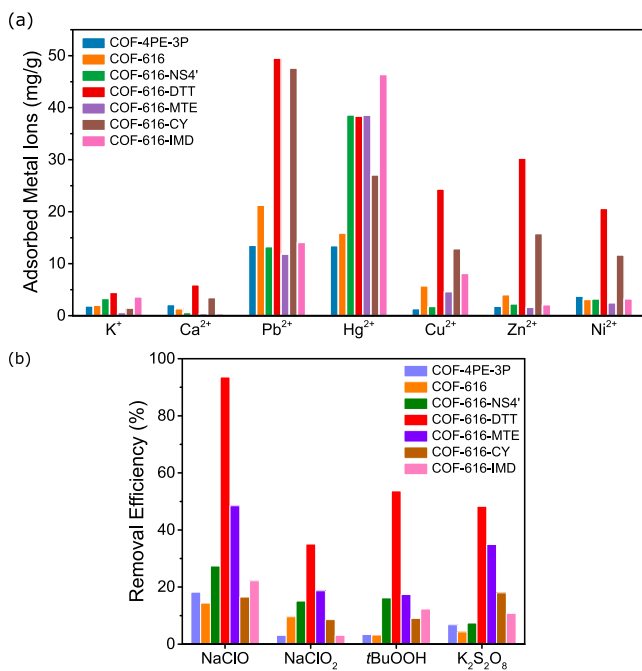 (a)
Adsorbed Metal Ions (mg/g)
50
40
30
20
10
0
COF-4PE-3P
COF-616
COF-616-NS4'
COF-616-DTT
COF-616-MTE
COF-616-CY
COF-616-IMD
K⁺ Ca²⁺ Pb²⁺ Hg²⁺ Cu²⁺ Zn²⁺ Ni²⁺
(b)
Removal Efficiency (%)
100
80
60
40
20
0
COF-4PE-3P
COF-616
COF-616-NS4'
COF-616-DTT
COF-616-MTE
COF-616-CY
COF-616-IMD
NaClO NaClO₂ tBuOOH K₂S₂O₈